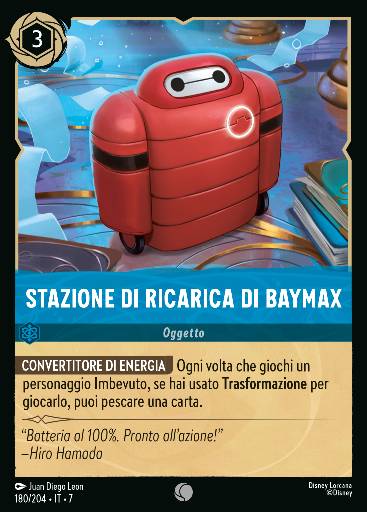 3
STAZIONE DI RICARICA DI BAYMAX
Oggetto
CONVERTITORE DI ENERGIA Ogni volta che giochi un
personaggio Imbevuto, se hai usato Trasformazione per
giocarlo, puoi pescare una carta.
“Batteria al 100%. Pronto all’azione!”
–Hiro Hamada
Juan Diego Leon
Disney Lorcana
180/204 • IT • 7
©Disney